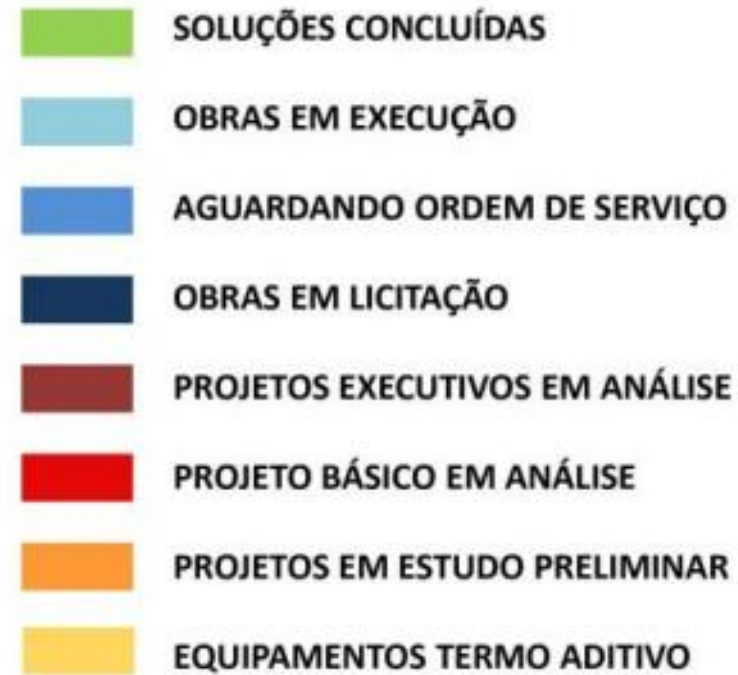 SOLUÇÕES CONCLUÍDAS
OBRAS EM EXECUÇÃO
AGUARDANDO ORDEM DE SERVIÇO
OBRAS EM LICITAÇÃO
PROJETOS EXECUTIVOS EM ANÁLISE
PROJETO BÁSICO EM ANÁLISE
PROJETOS EM ESTUDO PRELIMINAR
EQUIPAMENTOS TERMO ADITIVO